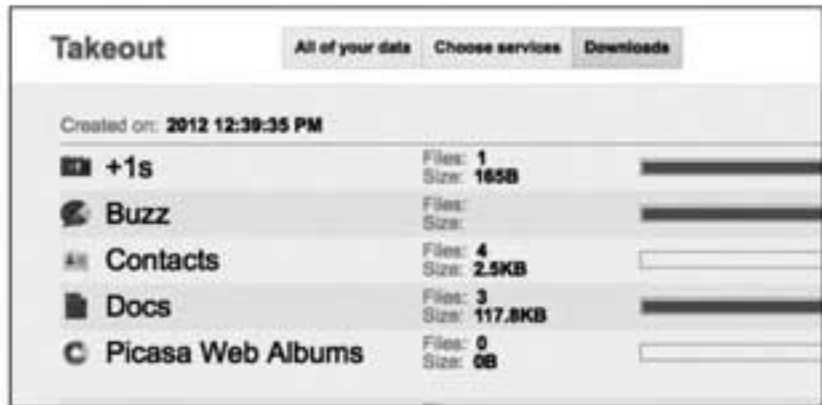 Takeout
All of your data Choose services Downloads
Created on: 2012 12:39:35 PM
+1s
Files: 1
Size: 165B
Buzz
Files:
Size:
Contacts
Files: 4
Size: 2.5KB
Docs
Files: 3
Size: 117.8KB
Picasa Web Albums
Files: 0
Size: 0B